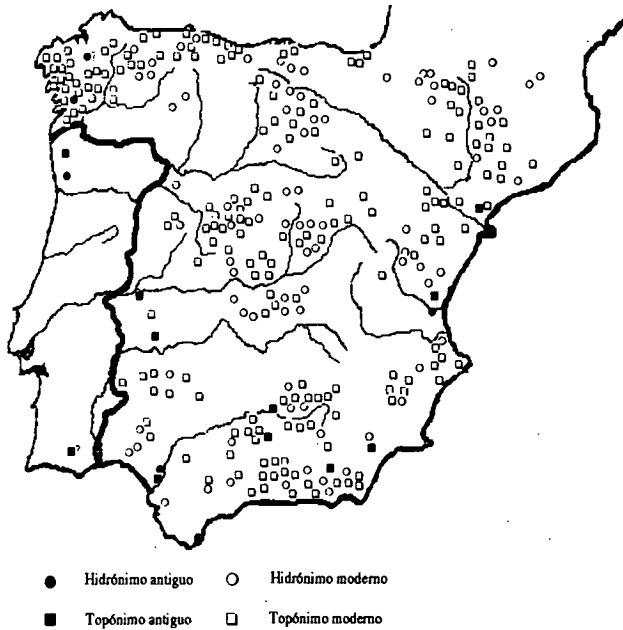 ?
Hidrónimo antiguo
Hidrónimo moderno
Topónimo antiguo
Topónimo moderno